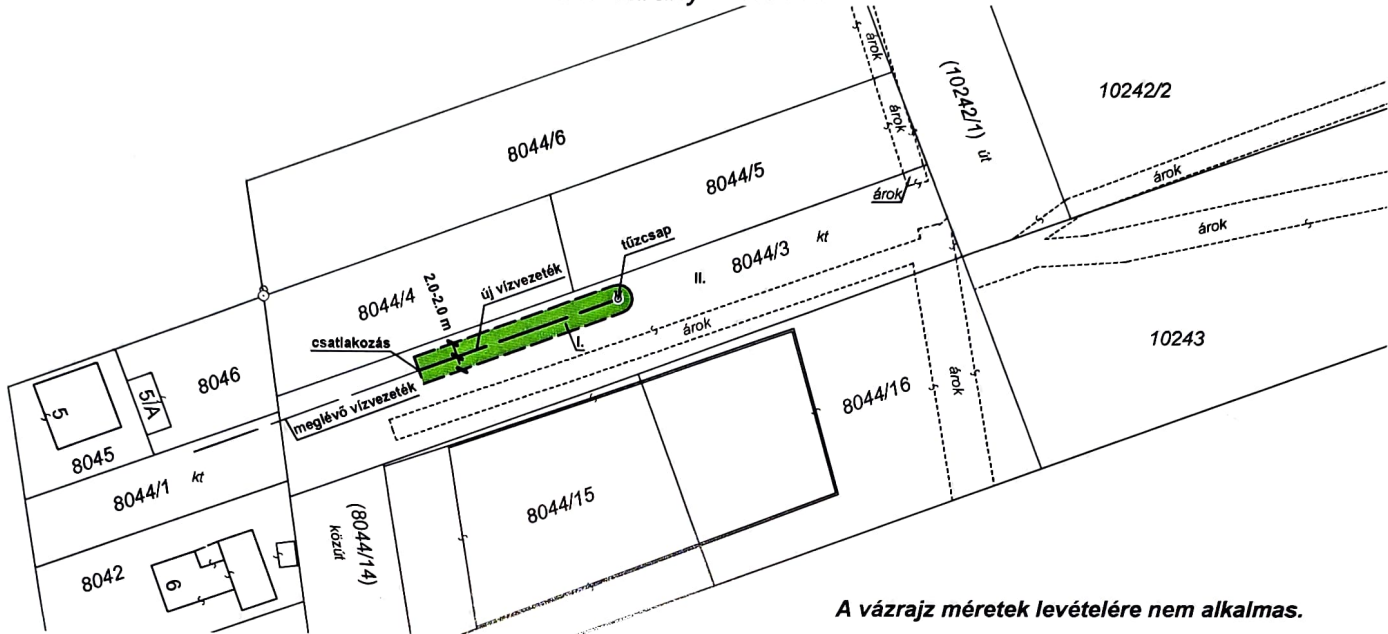 árok
(10242/1) út
10242/2
8044/6
árok
8044/5
árok
árok
árok
tűzcsap
8044/3 kt
II.
új vízvezeték
2.0-2.0 m
8044/4
csatlakozás
I.
árok
10243
8046
5
5/A
meglévő vízvezeték
8044/16
árok
8045
8044/1 kt
8044/15
(8044/14)
közút
8042
6
A vázrajz méretek levételére nem alkalmas.